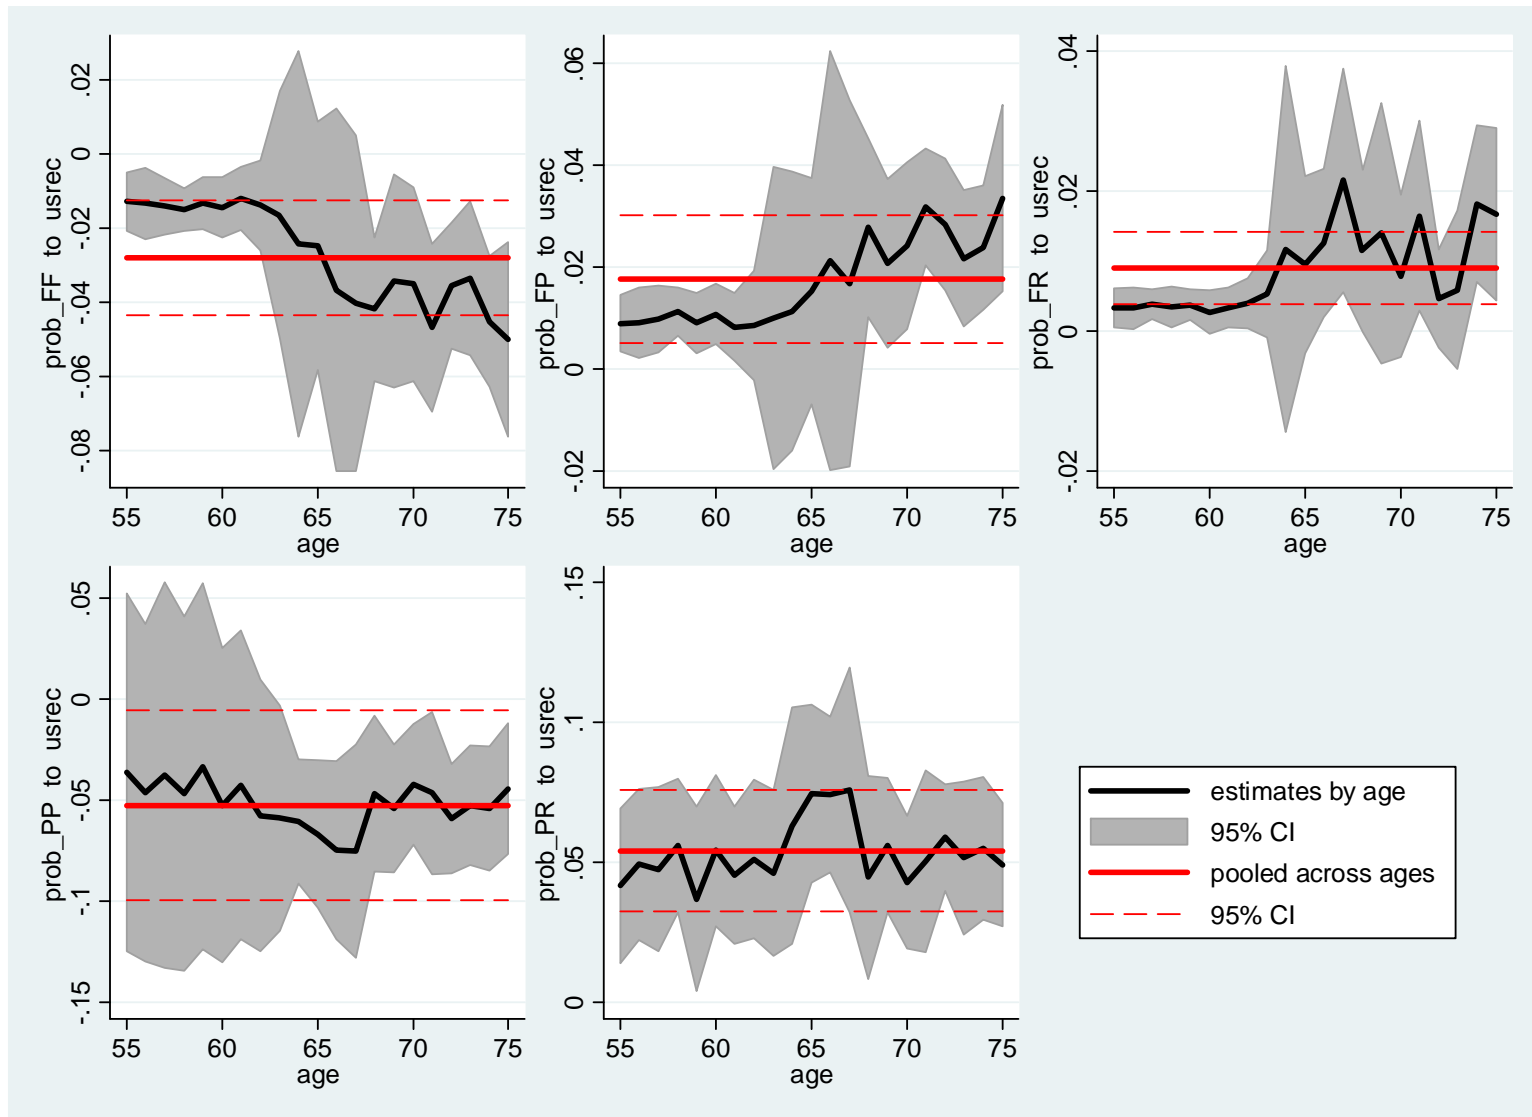 prob_FF to usrec
.02
0
-.02
-.04
-.06
-.08
55 60 65 70 75
age
prob_FP to usrec
.06
.04
.02
0
-.02
55 60 65 70 75
age
prob_FR to usrec
.04
.02
0
-.02
55 60 65 70 75
age
prob_PP to usrec
.05
0
-.05
-.1
-.15
55 60 65 70 75
age
prob_PR to usrec
.15
.1
.05
0
55 60 65 70 75
age
estimates by age
95% CI
pooled across ages
95% CI